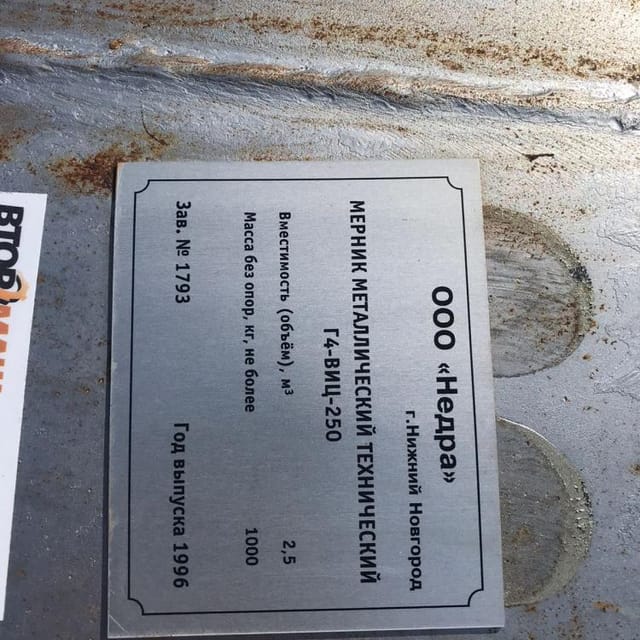 ООО «Недра»
г.Нижний Новгород
МЕРНИК МЕТАЛЛИЧЕСКИЙ ТЕХНИЧЕСКИЙ
Г4-ВИЦ-250
Вместимость (объём), м³ 2,5
Масса без опор, кг, не более 1000
Зав. № 1793 Год выпуска 1996
ВТОР